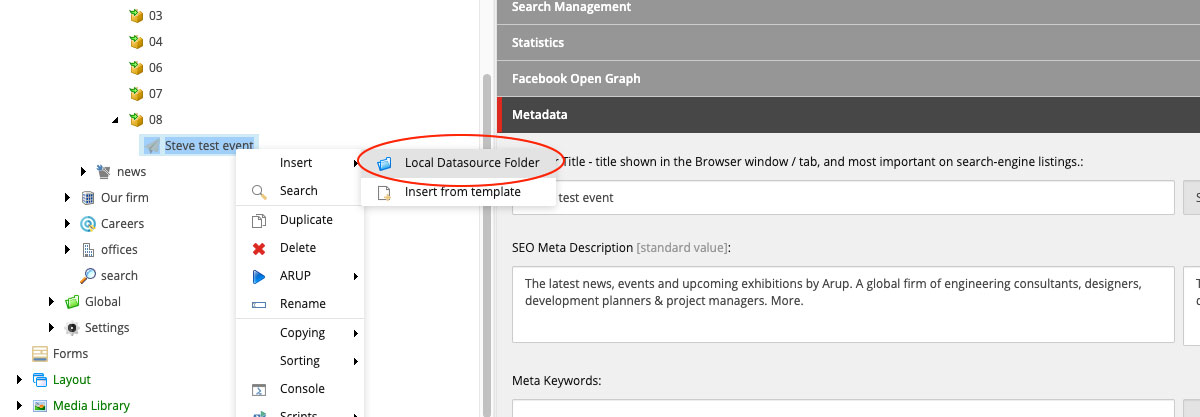 03
04
06
07
08
Steve test event
news
Our firm
Careers
offices
search
Global
Settings
Forms
Layout
Media Library
Insert
Search
Duplicate
Delete
ARUP
Rename
Copying
Sorting
Console
Scripts
Local Datasource Folder
Insert from template
Search Management
Statistics
Facebook Open Graph
Metadata
Title - title shown in the Browser window / tab, and most important on search-engine listings.:
test event
SEO Meta Description [standard value]:
The latest news, events and upcoming exhibitions by Arup. A global firm of engineering consultants, designers,
development planners & project managers. More.
Meta Keywords: